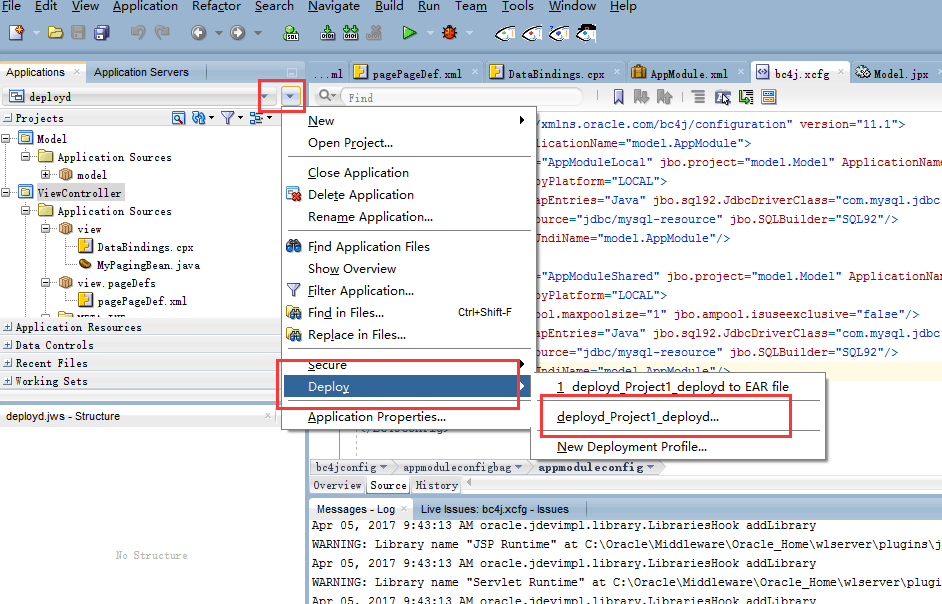 File Edit View Application Refactor Search Navigate Build Run Team Tools Window Help
Applications × Application Servers
...ml pagePageDef.xml DataBindings.cpx AppModule.xml bc4j.xcfg Model.jpx
deployd
Find
Projects
Model
Application Sources
model
ViewController
Application Sources
view
DataBindings.cpx
MyPagingBean.java
view.pageDefs
pagePageDef.xml
Application Resources
Data Controls
Recent Files
Working Sets
deployd.jws - Structure
No Structure
New
Open Project...
Close Application
Delete Application
Rename Application...
Find Application Files
Show Overview
Filter Application...
Find in Files... Ctrl+Shift-F
Replace in Files...
Secure
Deploy
Application Properties...
1 deployd_Project1_deployd to EAR file
deployd_Project1_deployd...
New Deployment Profile...
/xmlns.oracle.com/bc4j/configuration" version="11.1">
licationName="model.AppModule">
"AppModuleLocal" jbo.project="model.Model" ApplicationName
yPlatform="LOCAL">
apEntries="Java" jbo.sql92.JdbcDriverClass="com.mysql.jdbc
ource="jdbc/mysql-resource" jbo.SQLBuilder="SQL92"/>
JndiName="model.AppModule"/>
"AppModuleShared" jbo.project="model.Model" ApplicationNam
yPlatform="LOCAL">
ool.maxpoolsize="1" jbo.ampool.isuseexclusive="false"/>
apEntries="Java" jbo.sql92.JdbcDriverClass="com.mysql.jdbc
ource="jdbc/mysql-resource" jbo.SQLBuilder="SQL92"/>
JndiName="model.AppModule"/>
bc4jconfig appmoduleconfigbag appmoduleconfig
Overview Source History
Messages - Log × Live Issues: bc4j.xcfg - Issues
Apr 05, 2017 9:43:13 AM oracle.jdevimpl.library.LibrariesHook addLibrary
WARNING: Library name "JSP Runtime" at C:\Oracle\Middleware\Oracle_Home\wlserver\plugins\j
Apr 05, 2017 9:43:13 AM oracle.jdevimpl.library.LibrariesHook addLibrary
WARNING: Library name "Servlet Runtime" at C:\Oracle\Middleware\Oracle_Home\wlserver\plugi
Apr 05, 2017 9:43:13 AM oracle.jdevimpl.library.LibrariesHook addLibrary